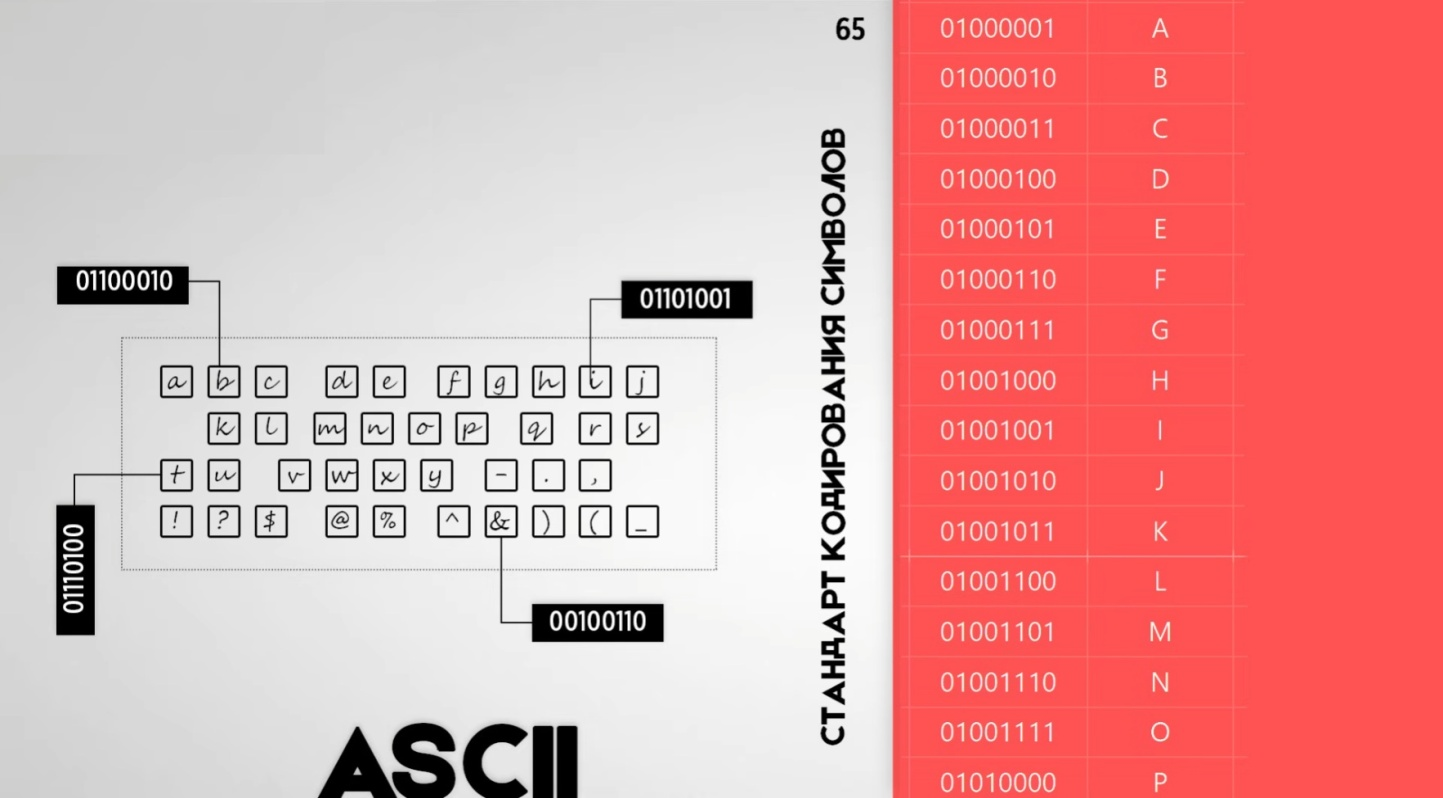 65
СТАНДАРТ КОДИРОВАНИЯ СИМВОЛОВ
01100010
01101001
a b c d e f g h i j
k l m n o p q r s
t u v w x y - . ,
! ? $ @ % ^ & ) ( _
01110100
00100110
ASCII
01000001 A
01000010 B
01000011 C
01000100 D
01000101 E
01000110 F
01000111 G
01001000 H
01001001 I
01001010 J
01001011 K
01001100 L
01001101 M
01001110 N
01001111 O
01010000 P